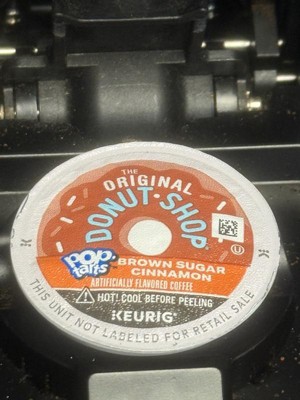 THE
ORIGINAL
DONUT·SHOP
pop
tarts
BROWN SUGAR
CINNAMON
ARTIFICIALLY FLAVORED COFFEE
HOT! COOL BEFORE PEELING
KEURIG
THIS UNIT NOT LABELED FOR RETAIL SALE